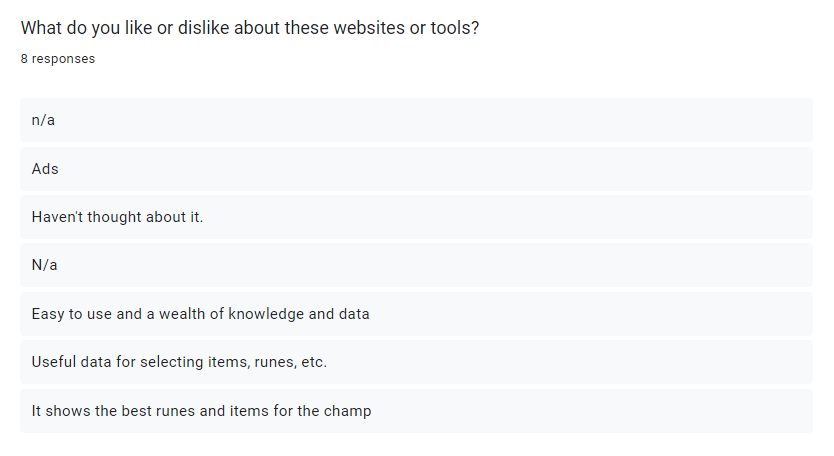 What do you like or dislike about these websites or tools?
8 responses
n/a
Ads
Haven't thought about it.
N/a
Easy to use and a wealth of knowledge and data
Useful data for selecting items, runes, etc.
It shows the best runes and items for the champ